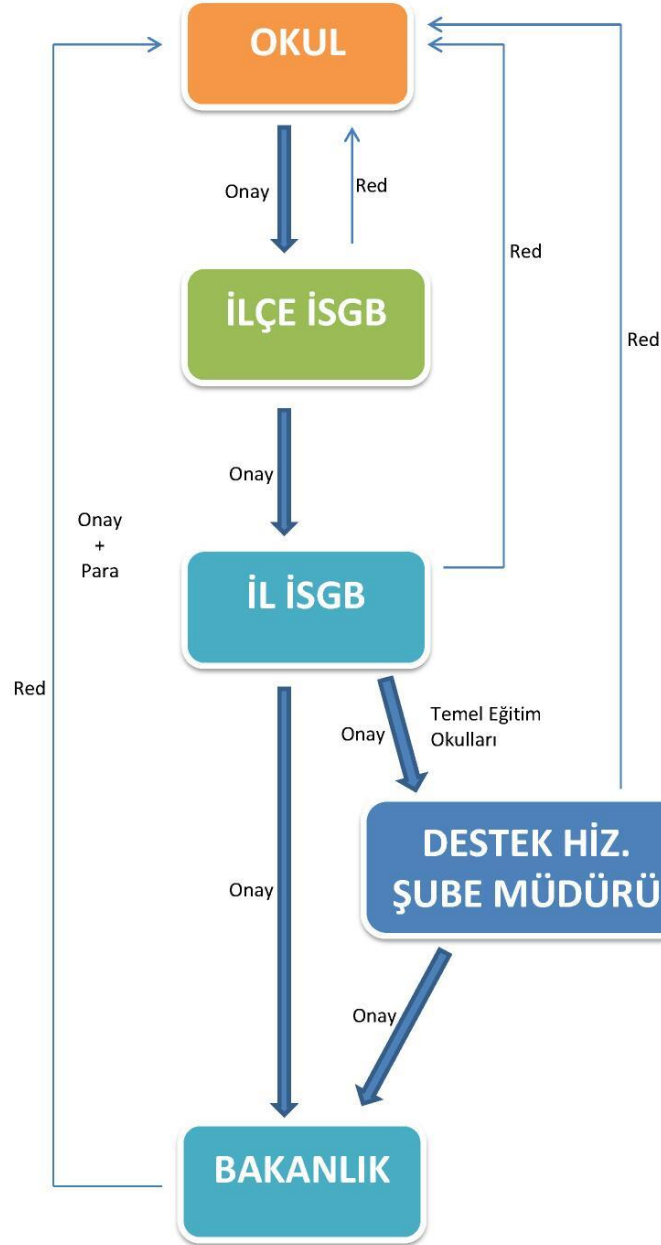 OKUL
Onay
Red
Red
Red
İLÇE İSGB
Onay
Onay
+
Para
İL İSGB
Red
Onay
Temel Eğitim
Okulları
DESTEK HİZ.
ŞUBE MÜDÜRÜ
Onay
Onay
BAKANLIK